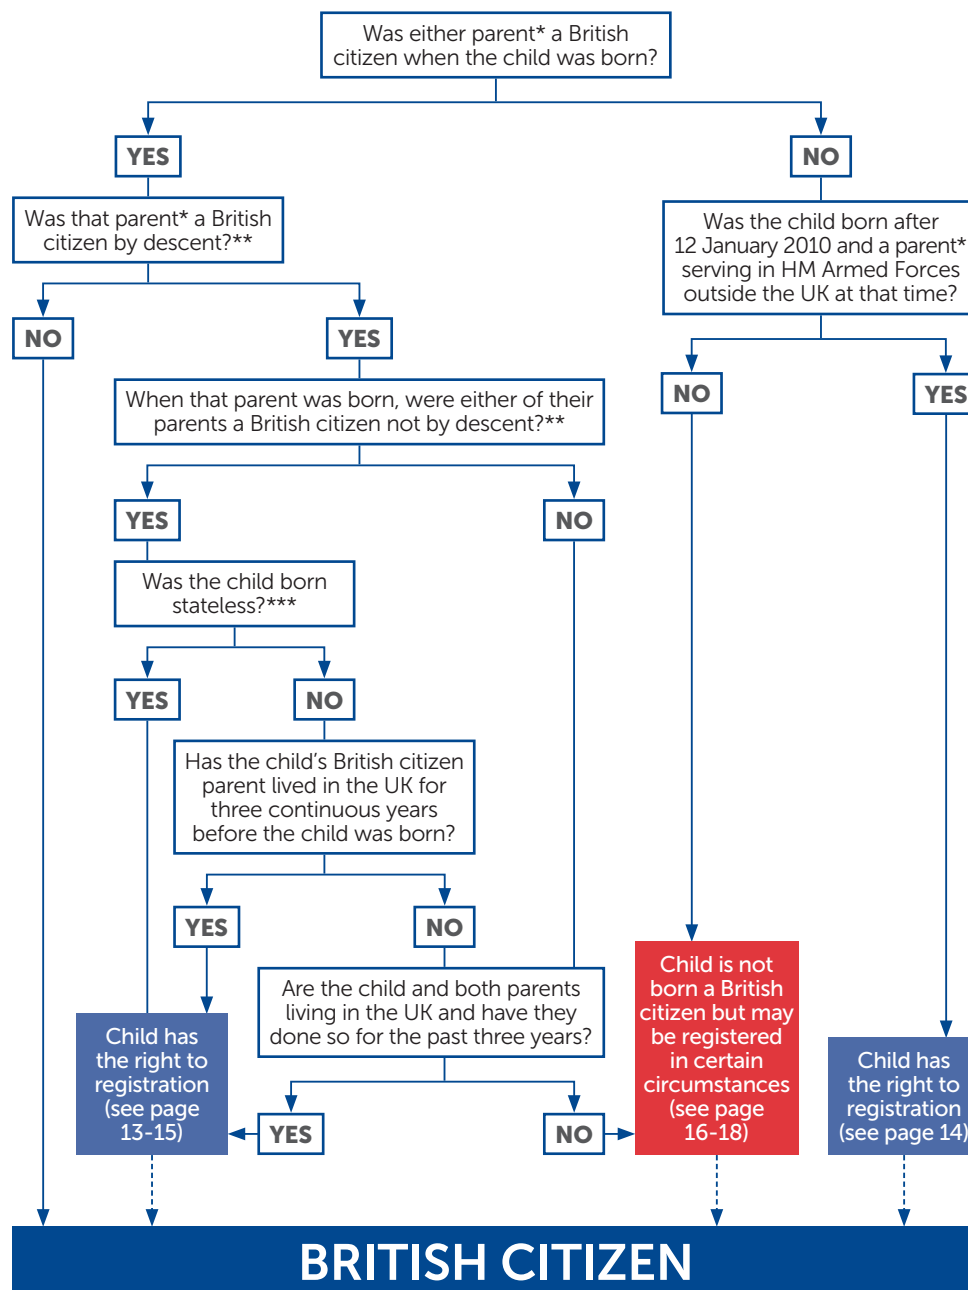 Was either parent* a British
citizen when the child was born?
YES
NO
Was that parent* a British
citizen by descent?**
Was the child born after
12 January 2010 and a parent*
serving in HM Armed Forces
outside the UK at that time?
NO
YES
NO
YES
When that parent was born, were either of their
parents a British citizen not by descent?**
YES
NO
Was the child born
stateless?***
YES
NO
Has the child's British citizen
parent lived in the UK for
three continuous years
before the child was born?
YES
NO
Are the child and both parents
living in the UK and have they
done so for the past three years?
Child is not
born a British
citizen but may
be registered
in certain
circumstances
(see page
16-18)
Child has
the right to
registration
(see page
13-15)
Child has
the right to
registration
(see page 14)
YES
NO
BRITISH CITIZEN